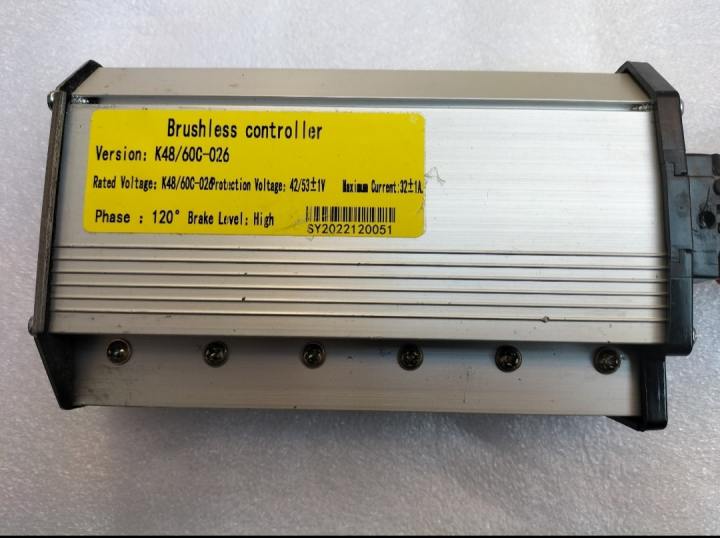 Brushless controller
Version: K48/60C-026
Rated Voltage: K48/60C-026Protection Voltage: 42/53±1V Maximum Current:32±1A
Phase : 120° Brake Level: High
SY2022120051